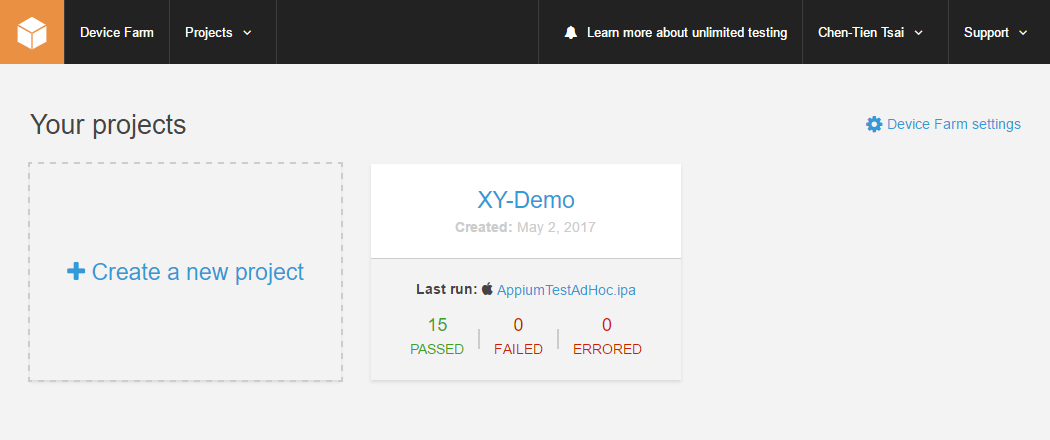 Device Farm Projects Learn more about unlimited testing Chen-Tien Tsai Support
Your projects Device Farm settings
Create a new project
XY-Demo
Created: May 2, 2017
Last run: AppiumTestAdHoc.ipa
15 0 0
PASSED FAILED ERRORED